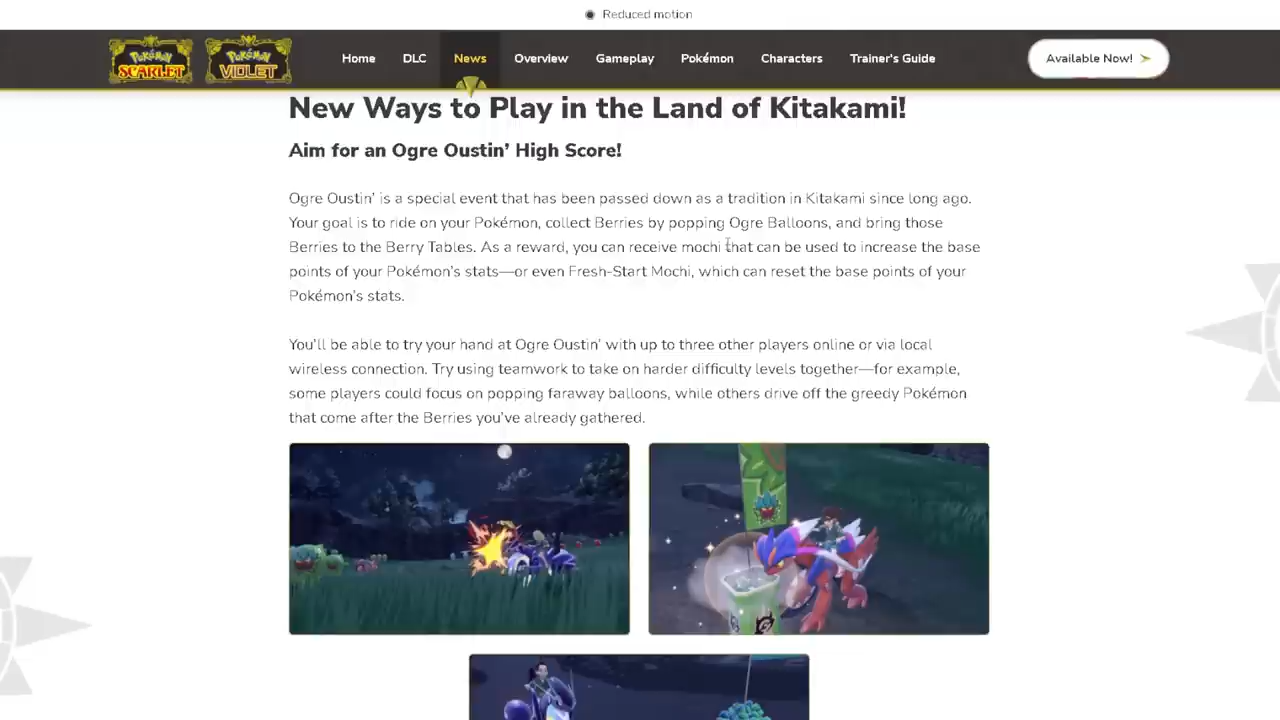 Reduced motion
Pokémon SCARLET
Pokémon VIOLET
Home
DLC
News
Overview
Gameplay
Pokémon
Characters
Trainer's Guide
Available Now!
New Ways to Play in the Land of Kitakami!
Aim for an Ogre Oustin’ High Score!
Ogre Oustin’ is a special event that has been passed down as a tradition in Kitakami since long ago.
Your goal is to ride on your Pokémon, collect Berries by popping Ogre Balloons, and bring those
Berries to the Berry Tables. As a reward, you can receive mochi that can be used to increase the base
points of your Pokémon’s stats—or even Fresh-Start Mochi, which can reset the base points of your
Pokémon’s stats.
You’ll be able to try your hand at Ogre Oustin’ with up to three other players online or via local
wireless connection. Try using teamwork to take on harder difficulty levels together—for example,
some players could focus on popping faraway balloons, while others drive off the greedy Pokémon
that come after the Berries you’ve already gathered.